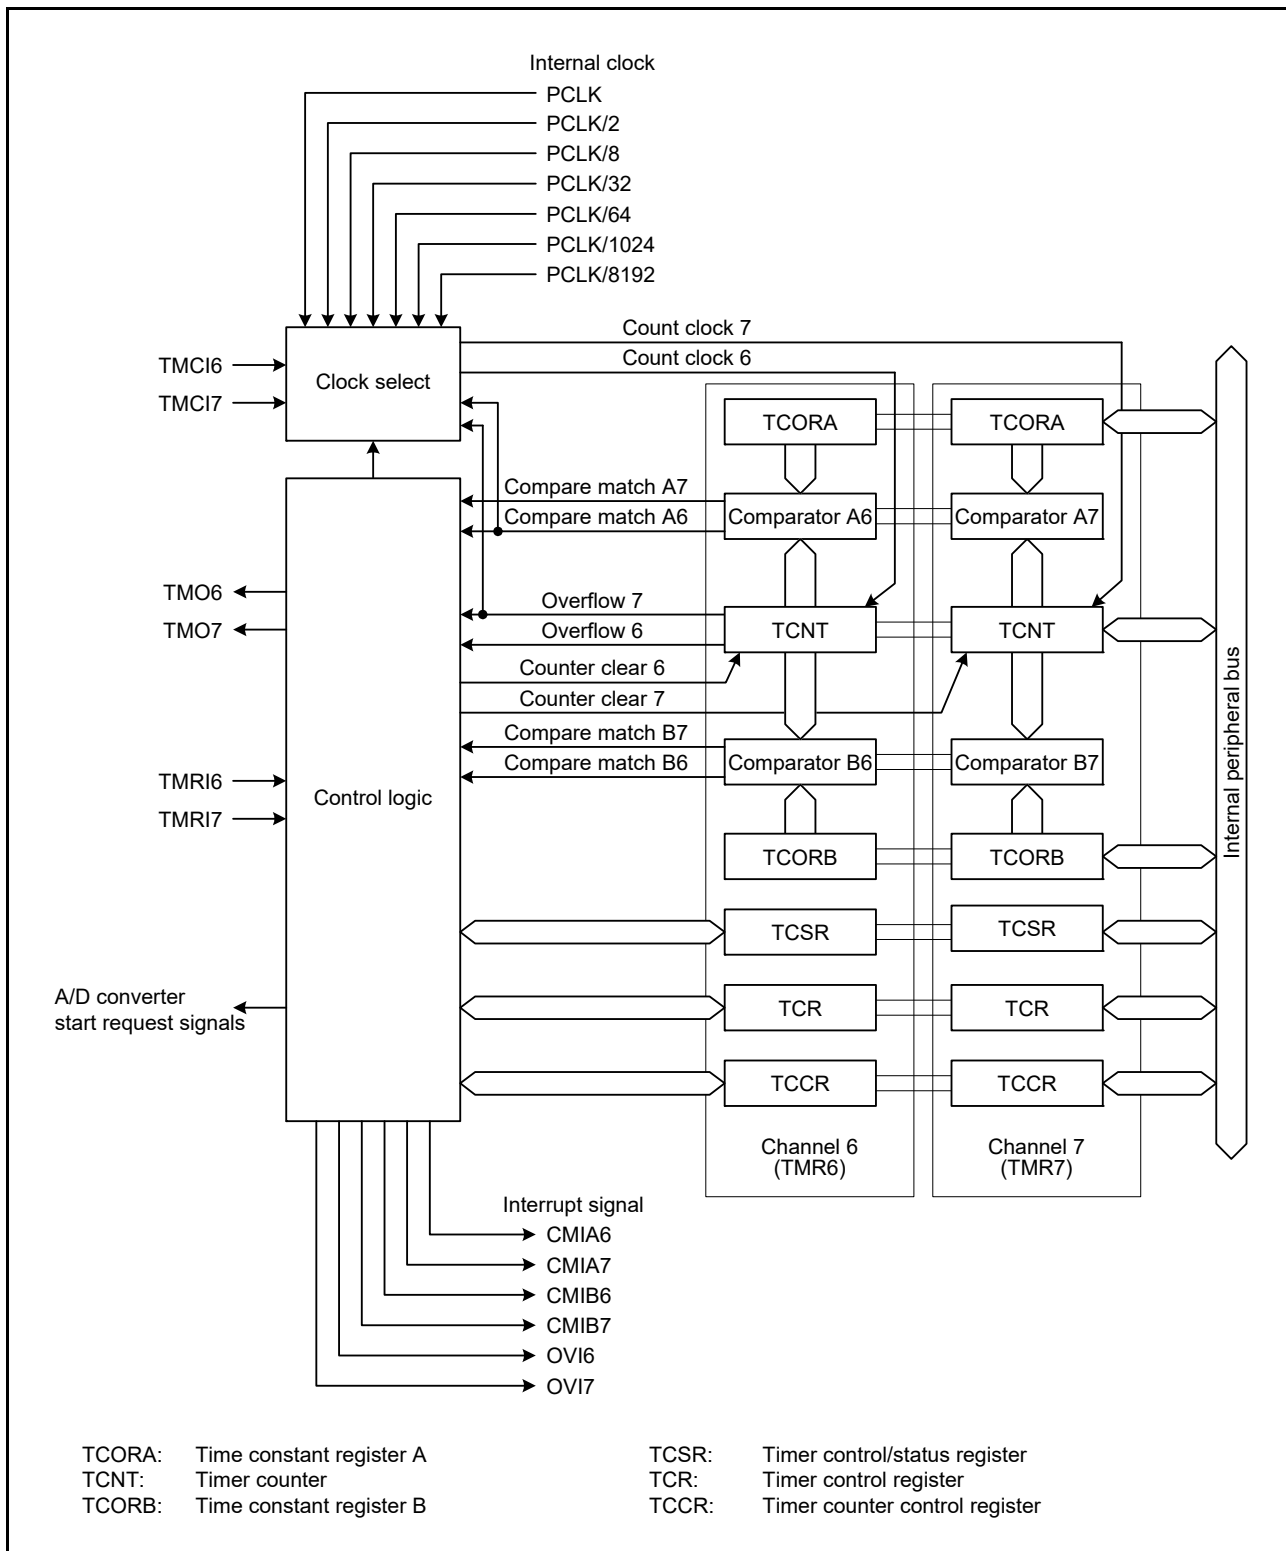 Internal clock
PCLK
PCLK/2
PCLK/8
PCLK/32
PCLK/64
PCLK/1024
PCLK/8192
Count clock 7
Count clock 6
TMCI6
TMCI7
Clock select
TCORA
TCORA
Compare match A7
Compare match A6
Comparator A6
Comparator A7
TMO6
TMO7
Overflow 7
Overflow 6
TCNT
TCNT
Counter clear 6
Counter clear 7
Compare match B7
Compare match B6
Comparator B6
Comparator B7
TMRI6
TMRI7
Control logic
Internal peripheral bus
TCORB
TCORB
TCSR
TCSR
A/D converter
start request signals
TCR
TCR
TCCR
TCCR
Channel 6
(TMR6)
Channel 7
(TMR7)
Interrupt signal
CMIA6
CMIA7
CMIB6
CMIB7
OVI6
OVI7
TCORA: Time constant register A
TCNT: Timer counter
TCORB: Time constant register B
TCSR: Timer control/status register
TCR: Timer control register
TCCR: Timer counter control register